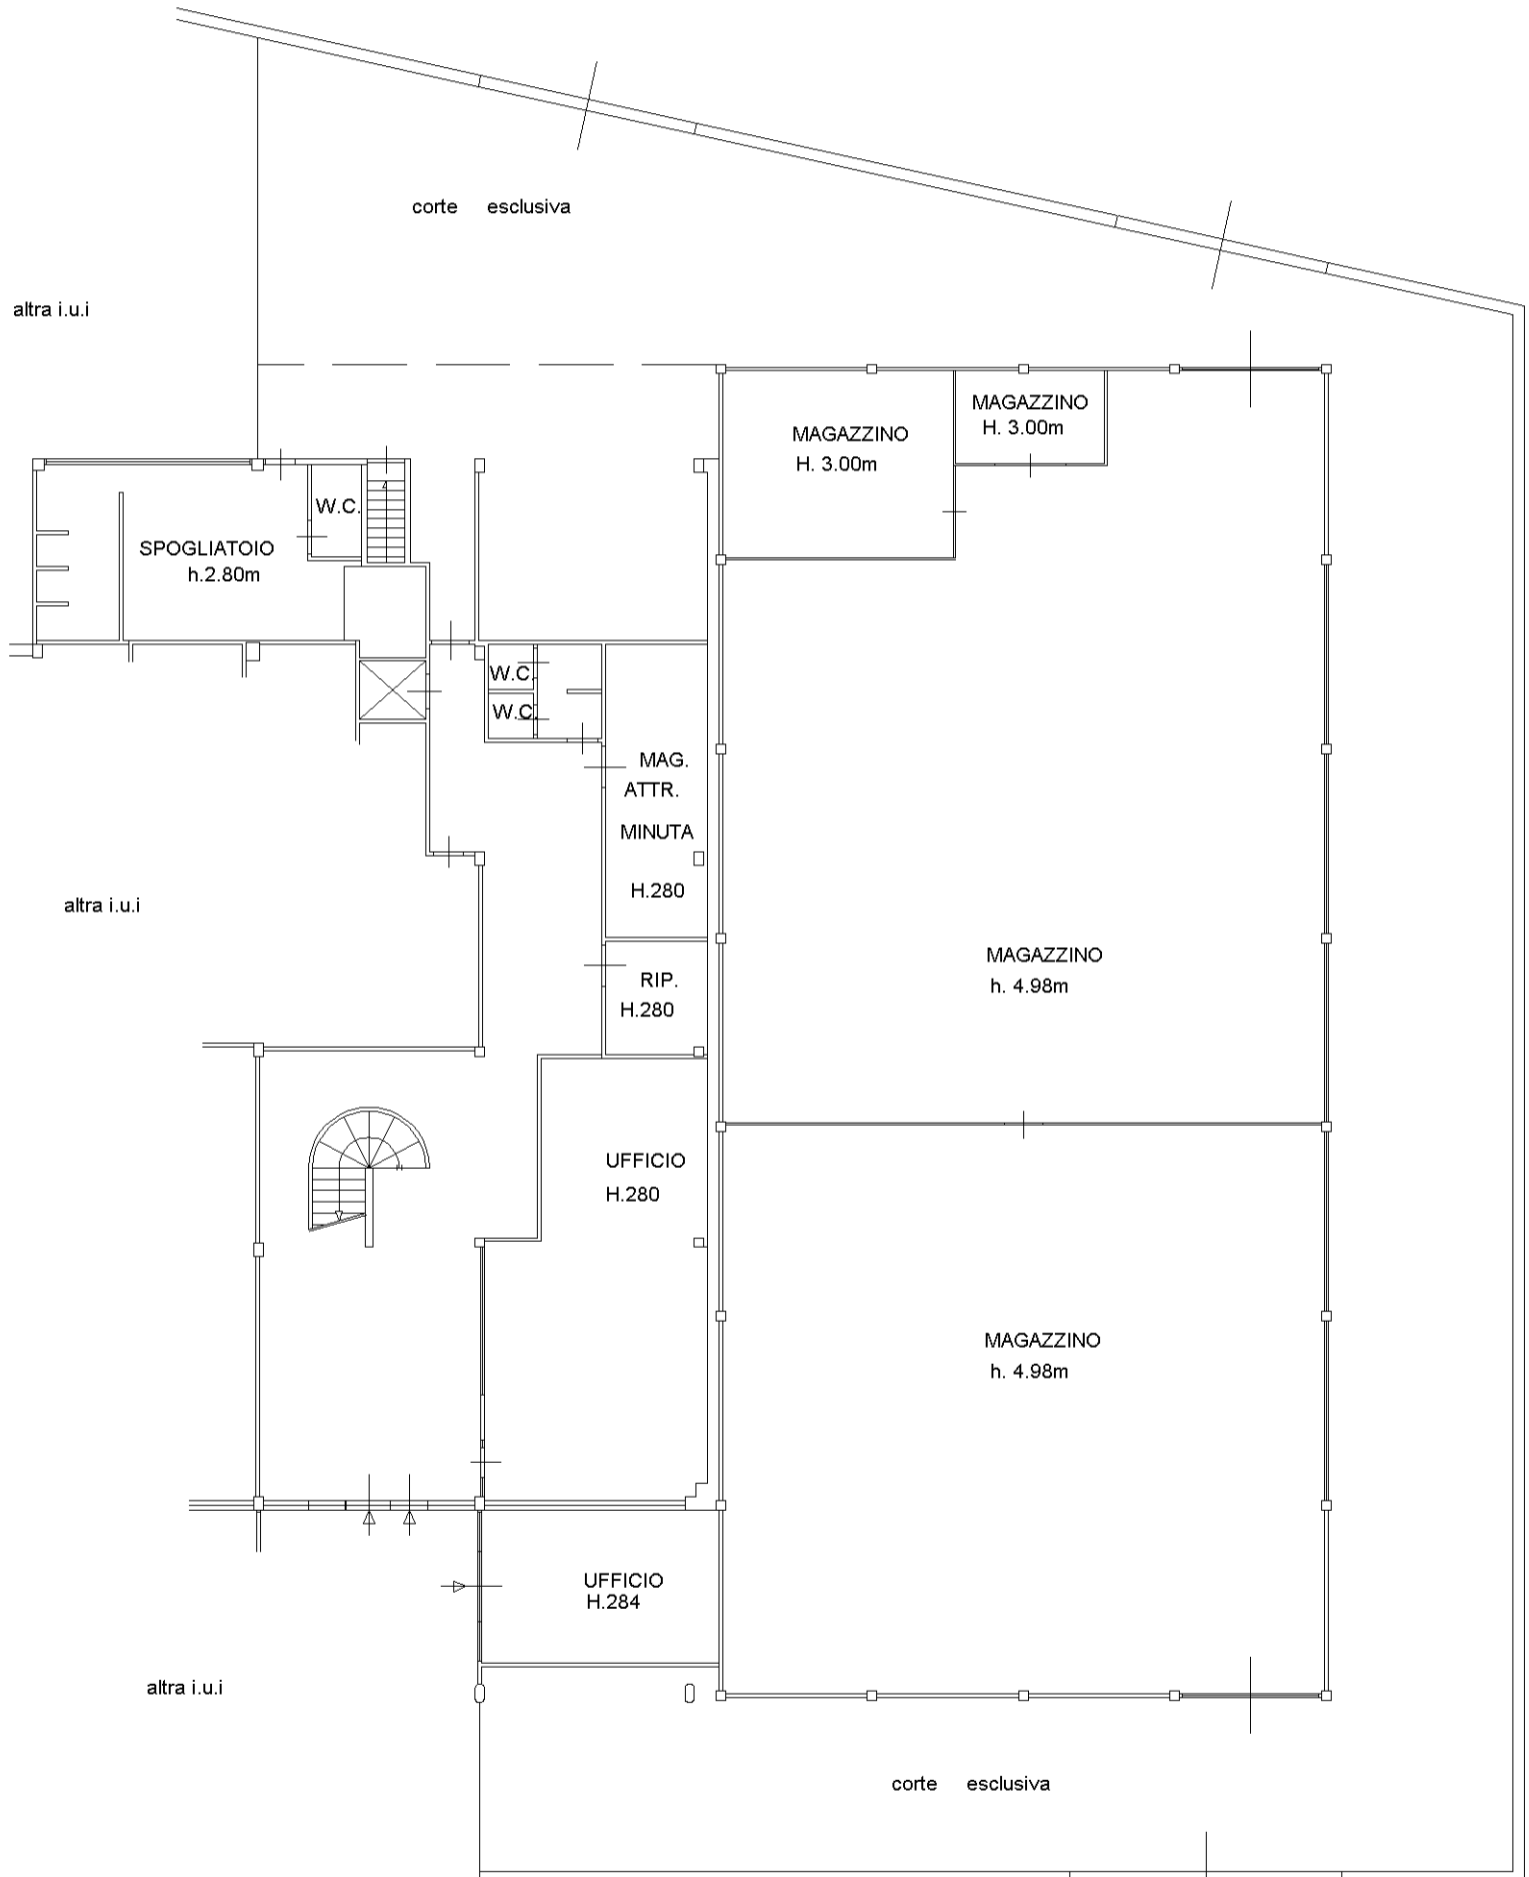 corte esclusiva
altra i.u.i
MAGAZZINO
H. 3.00m
MAGAZZINO
H. 3.00m
W.C.
SPOGLIATOIO
h.2.80m
W.C.
W.C.
MAG.
ATTR.
MINUTA
H.280
altra i.u.i
RIP.
H.280
MAGAZZINO
h. 4.98m
UFFICIO
H.280
MAGAZZINO
h. 4.98m
UFFICIO
H.284
altra i.u.i
corte esclusiva